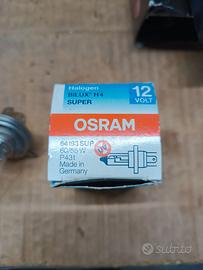 Halogen
BILUX® H4
SUPER
12
VOLT
OSRAM
64193 SUP
60/55 W
P43t
Made in
Germany
subito